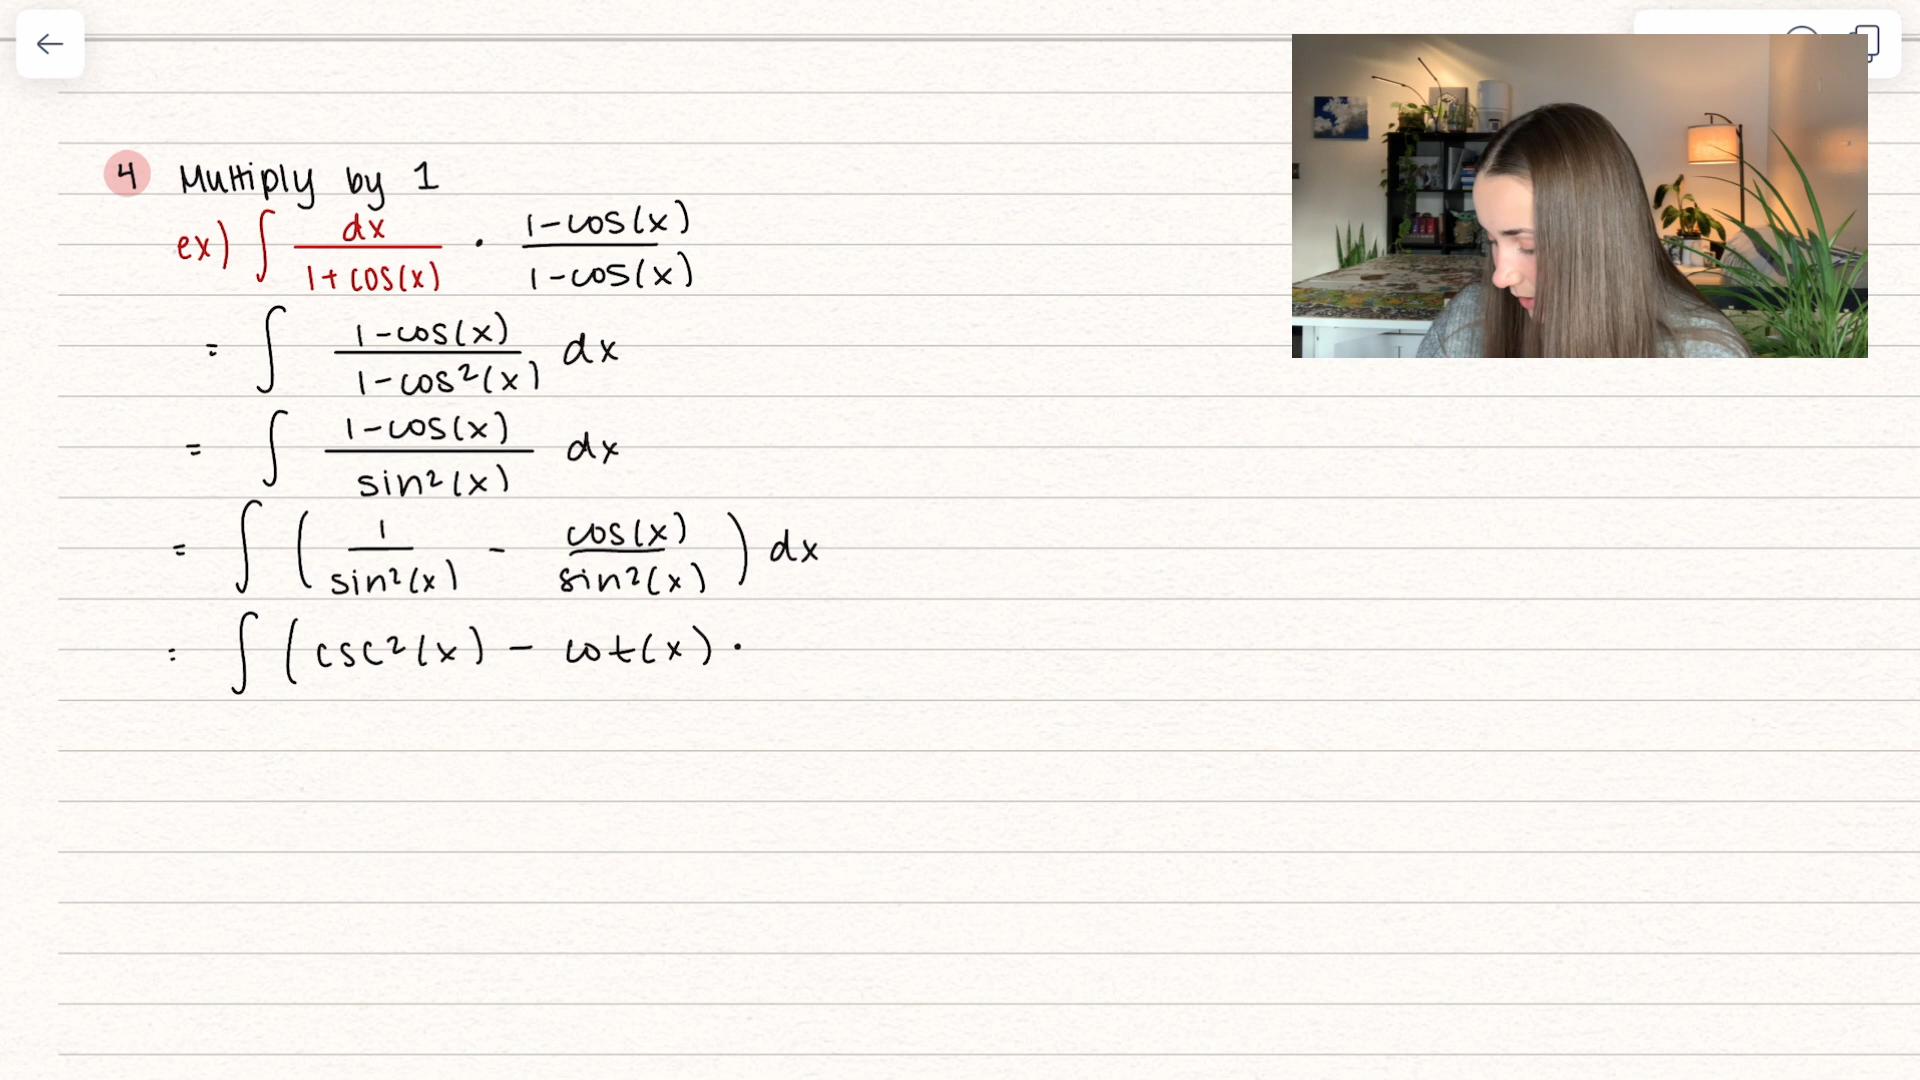 4 Multiply by 1
ex) ∫ dx / 1+cos(x) · 1-cos(x) / 1-cos(x)
= ∫ 1-cos(x) / 1-cos²(x) dx
= ∫ 1-cos(x) / sin²(x) dx
= ∫ ( 1 / sin²(x) - cos(x) / sin²(x) ) dx
= ∫ ( csc²(x) - cot(x) ·